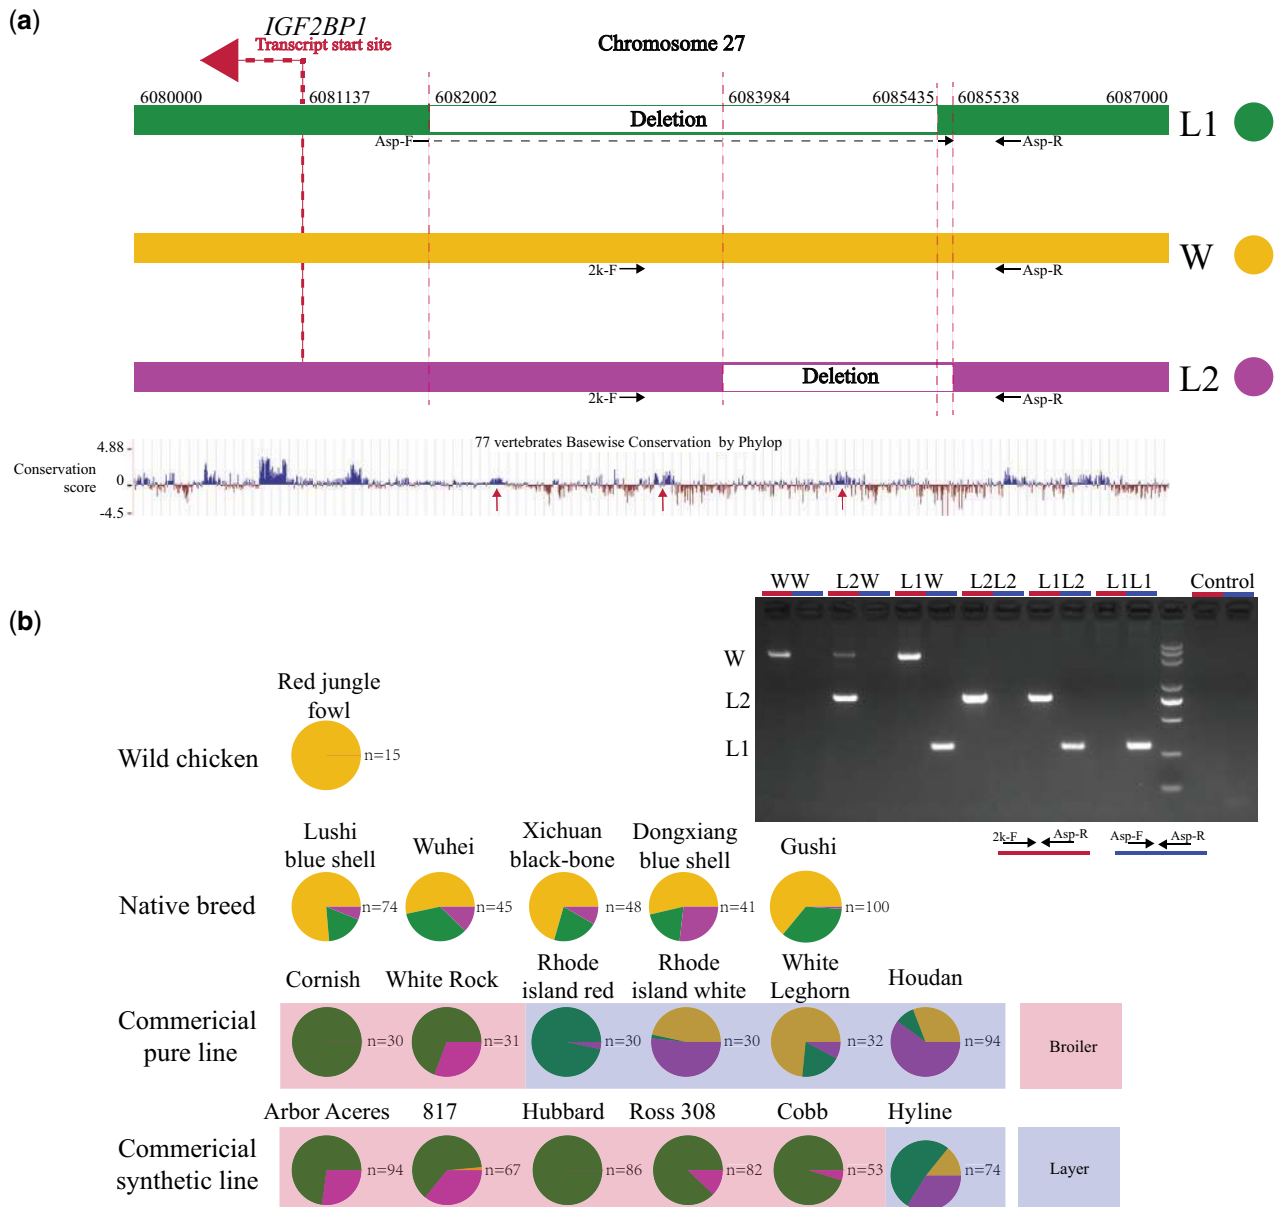 (a)
IGF2BP1
Transcript start site
Chromosome 27
6080000 6081137 6082002 6083984 6085435 6085538 6087000
Deletion
L1
Asp-F Asp-R
W
2k-F Asp-R
Deletion
L2
2k-F Asp-R
77 vertebrates Basewise Conservation by Phylop
4.88
Conservation score
0
-4.5
(b)
WW L2W L1W L2L2 L1L2 L1L1 Control
W
L2
L1
2k-F Asp-R Asp-F Asp-R
Red jungle
fowl
Wild chicken
n=15
Lushi
blue shell
Wuhei
Xichuan
black-bone
Dongxiang
blue shell
Gushi
Native breed
n=74 n=45 n=48 n=41 n=100
Cornish
White Rock
Rhode
island red
Rhode
island white
White
Leghorn
Houdan
Commericial
pure line
n=30 n=31 n=30 n=30 n=32 n=94
Broiler
Arbor Aceres 817 Hubbard Ross 308 Cobb Hyline
Commericial
synthetic line
n=94 n=67 n=86 n=82 n=53 n=74
Layer